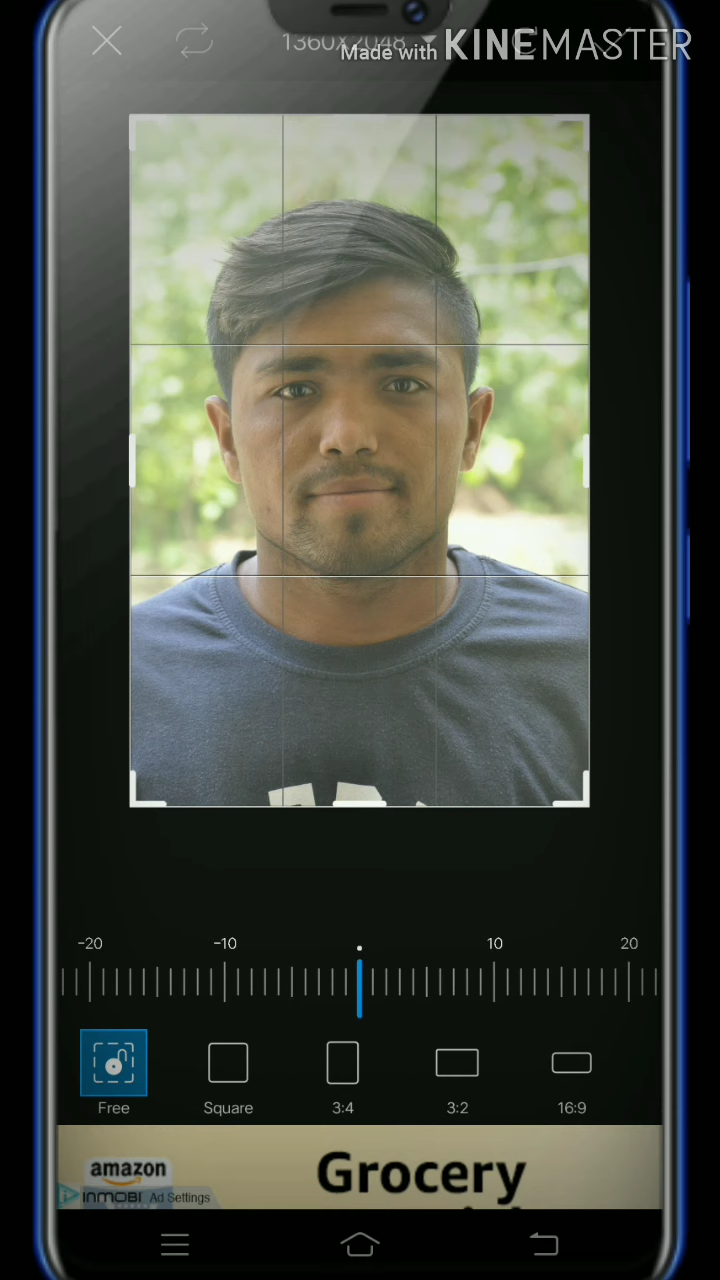 1360X2048
Made with KINEMASTER
-20 -10 10 20
Free Square 3:4 3:2 16:9
amazon
Grocery
INMOBI Ad Settings